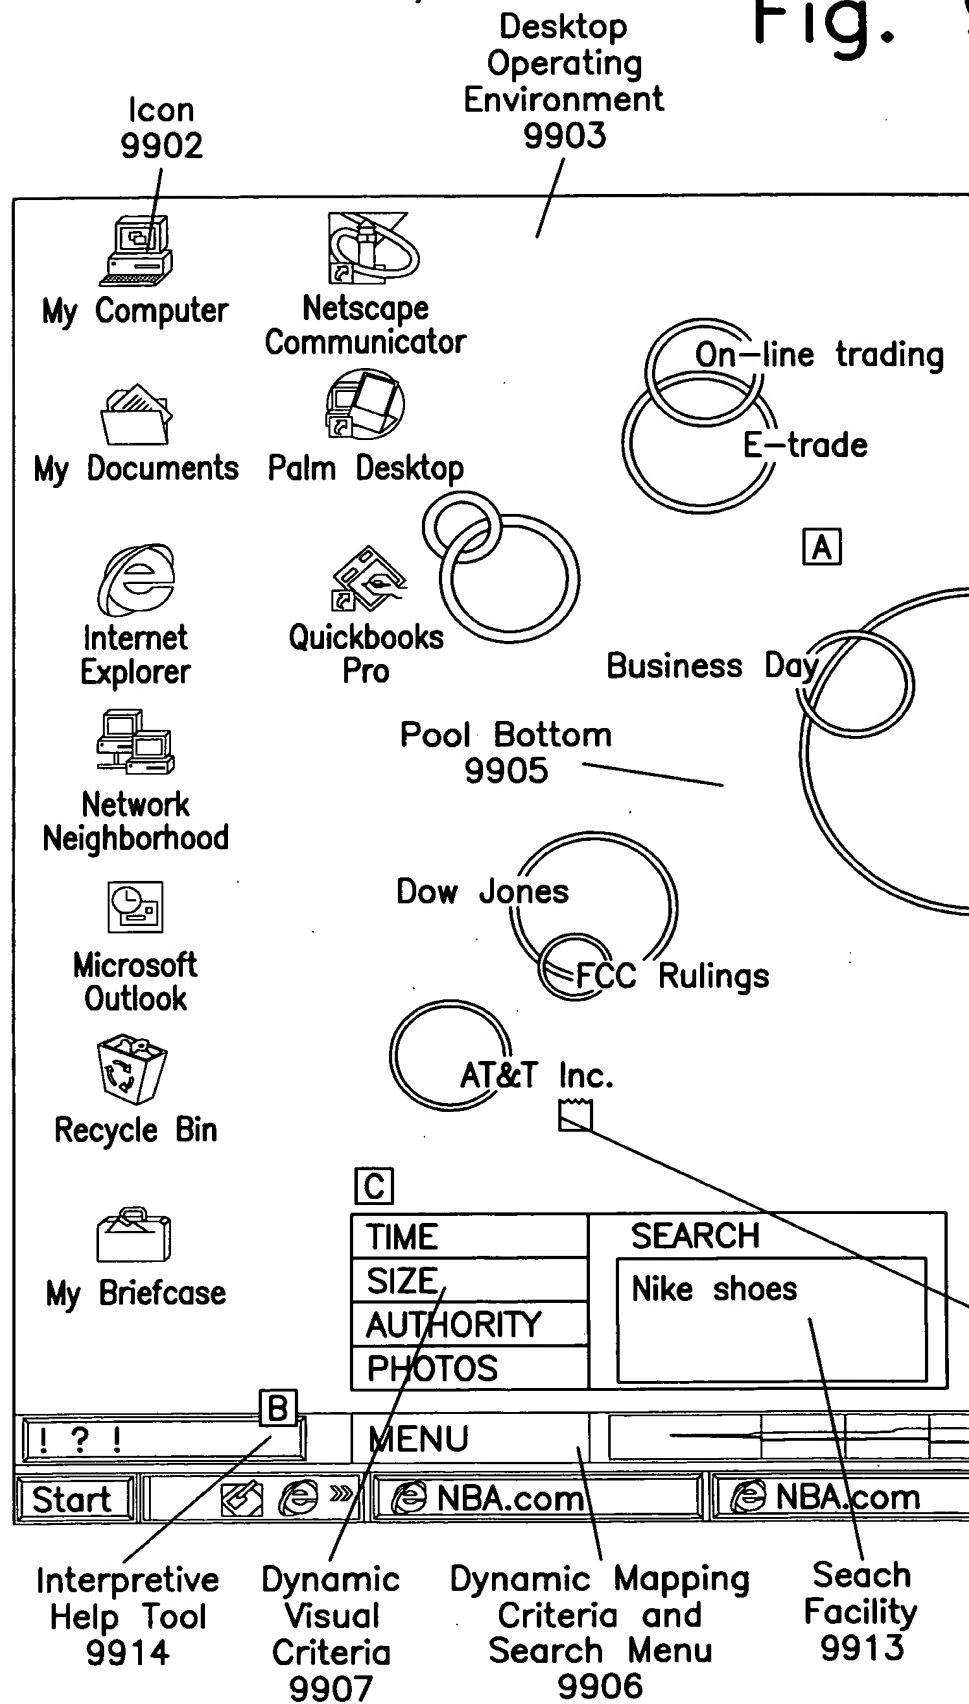 Fig.
Desktop
Operating
Environment
9903
Icon
9902
My Computer
Netscape
Communicator
On-line trading
E-trade
My Documents
Palm Desktop
A
Internet
Explorer
Quickbooks
Pro
Business Day
Pool Bottom
9905
Network
Neighborhood
Dow Jones
FCC Rulings
Microsoft
Outlook
AT&T Inc.
Recycle Bin
C
TIME
SIZE
AUTHORITY
PHOTOS
SEARCH
Nike shoes
My Briefcase
B
! ? !
MENU
Start
NBA.com
NBA.com
Interpretive
Help Tool
9914
Dynamic
Visual
Criteria
9907
Dynamic Mapping
Criteria and
Search Menu
9906
Seach
Facility
9913